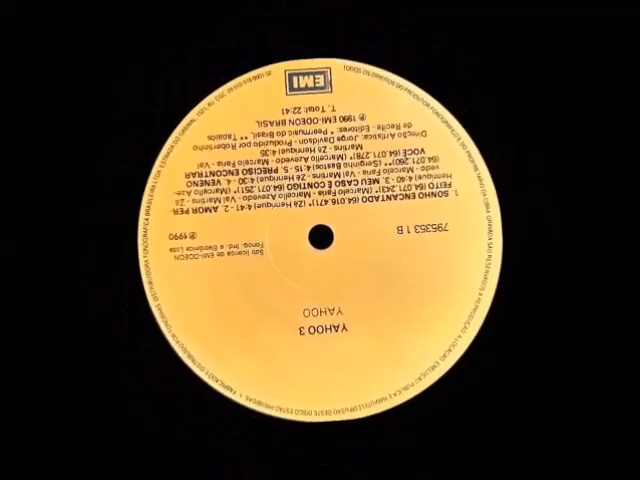 YAHOO 3
YAHOO
795353 1 B
Sob licença de EMI-ODEON
Fonog. Ind. e Eletrônica Ltda
℗ 1990
1. SONHO ENCANTADO (64.016.471)* (Zé Henrique) 4:41 - 2. AMOR PER-
FEITO (64.071.243)* (Marcelo Faria - Marcello Azevedo - Val Martins - Zé
Henrique) 4:40 - 3. MEU CASO É CONTIGO (64.071.251)* (Marcello Aze-
vedo - Marcelo Faria - Val Martins - Zé Henrique) 4:30 - 4. VENENO
(64.071.260)** (Serginho Bastos) 4:15 - 5. PRECISO ENCONTRAR
VOCÊ (64.071.278)* (Marcello Azevedo - Marcelo Faria - Val
Martins - Zé Henrique) 4:35
Direção Artística: Jorge Davidson - Produzido por Robertinho
de Recife - Editores: * Peermusic do Brasil, ** Tapajós
℗ 1990 EMI-ODEON BRASIL
T. Total: 22:41
EMI